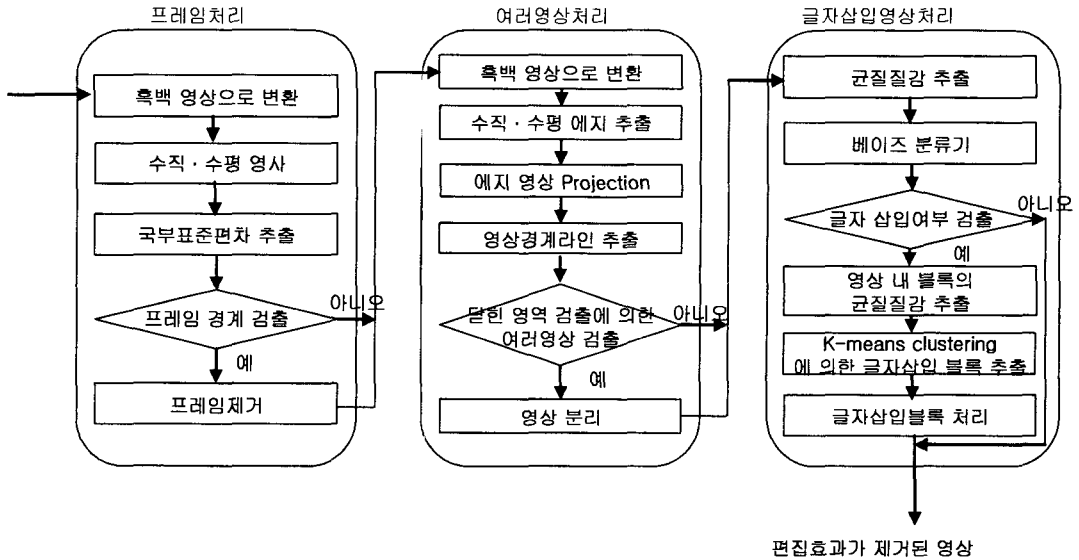 프레임처리
흑백 영상으로 변환
수직 · 수평 영사
국부표준편차 추출
프레임 경계 검출
아니오
예
프레임제거
여러영상처리
흑백 영상으로 변환
수직 · 수평 에지 추출
에지 영상 Projection
영상경계라인 추출
닫힌 영역 검출에 의한
여러영상 검출
아니오
예
영상 분리
글자삽입영상처리
균질질감 추출
베이즈 분류기
글자 삽입여부 검출
아니오
예
영상 내 블록의
균질질감 추출
K-means clustering
에 의한 글자삽입 블록 추출
글자삽입블록 처리
편집효과가 제거된 영상